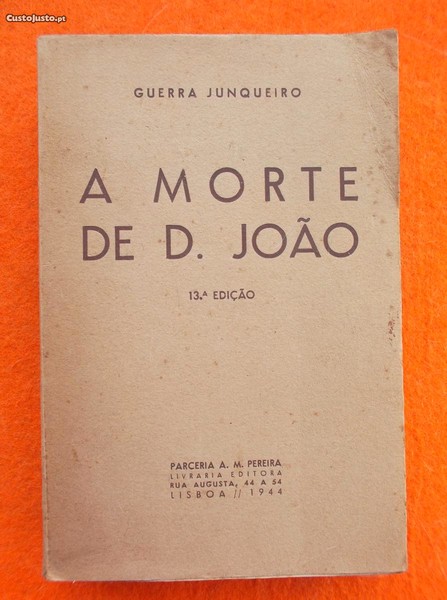 CustoJusto.pt
GUERRA JUNQUEIRO
A MORTE
DE D. JOÃO
13.ª EDIÇÃO
PARCERIA A. M. PEREIRA
LIVRARIA EDITORA
RUA AUGUSTA, 44 A 54
LISBOA // 1944